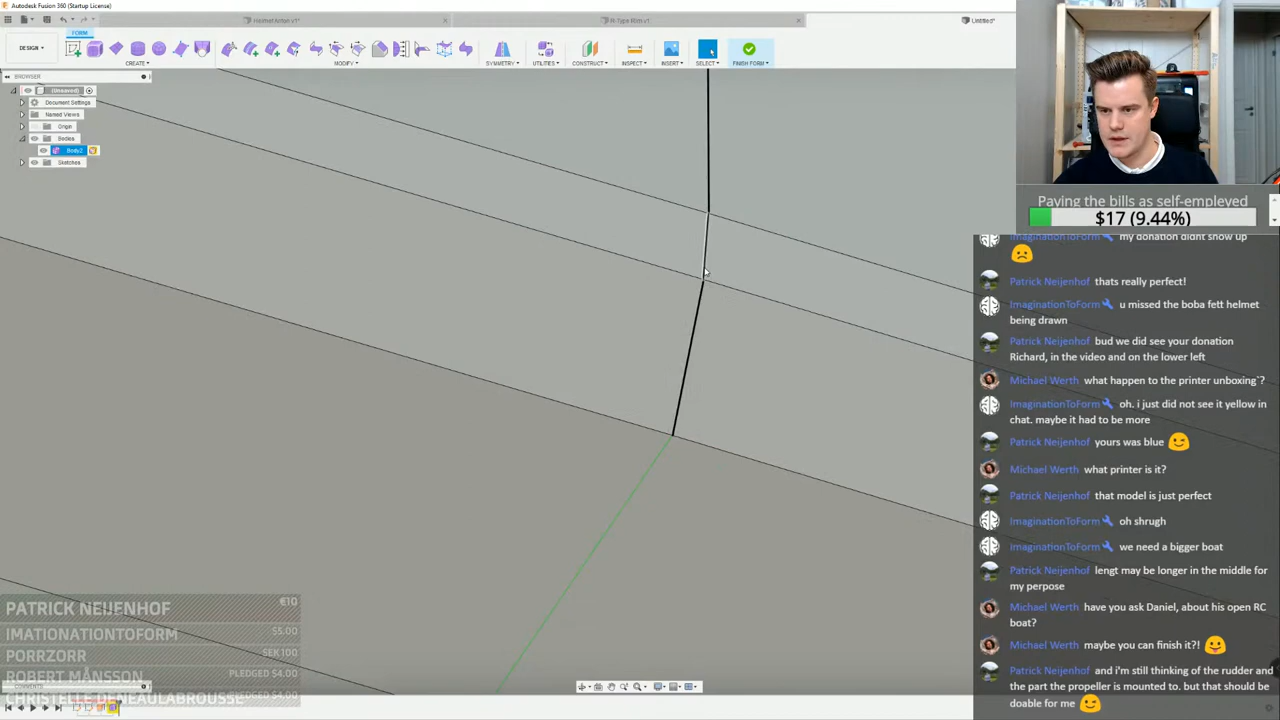 Autodesk Fusion 360 (Startup License)
Untitled*
FORM
DESIGN
CREATE
MODIFY
SYMMETRY
UTILITIES
CONSTRUCT
INSPECT
INSERT
SELECT
FINISH FORM
BROWSER
(Unsaved)
Document Settings
Named Views
Origin
Bodies
Body2
Sketches
Paying the bills as self-employed
$17 (9.44%)
ImaginationToForm my donation didnt show up
Patrick Neijenhof thats really perfect!
ImaginationToForm u missed the boba fett helmet
being drawn
Patrick Neijenhof bud we did see your donation
Richard, in the video and on the lower left
Michael Werth what happen to the printer unboxing`?
ImaginationToForm oh. i just did not see it yellow in
chat. maybe it had to be more
Patrick Neijenhof yours was blue
Michael Werth what printer is it?
Patrick Neijenhof that model is just perfect
ImaginationToForm oh shrugh
ImaginationToForm we need a bigger boat
Patrick Neijenhof lengt may be longer in the middle for
my perpose
Michael Werth have you ask Daniel, about his open RC
boat?
Michael Werth maybe you can finish it?!
Patrick Neijenhof and i'm still thinking of the rudder and
the part the propeller is mounted to. but that should be
doable for me
PATRICK NEIJENHOF €10
IMATIONATIONTOFORM $5.00
PORRZORR SEK100
ROBERT MÅNSSON PLEDGED $4.00
CHRISTELLE DENEAULABROUSSE PLEDGED $4.00